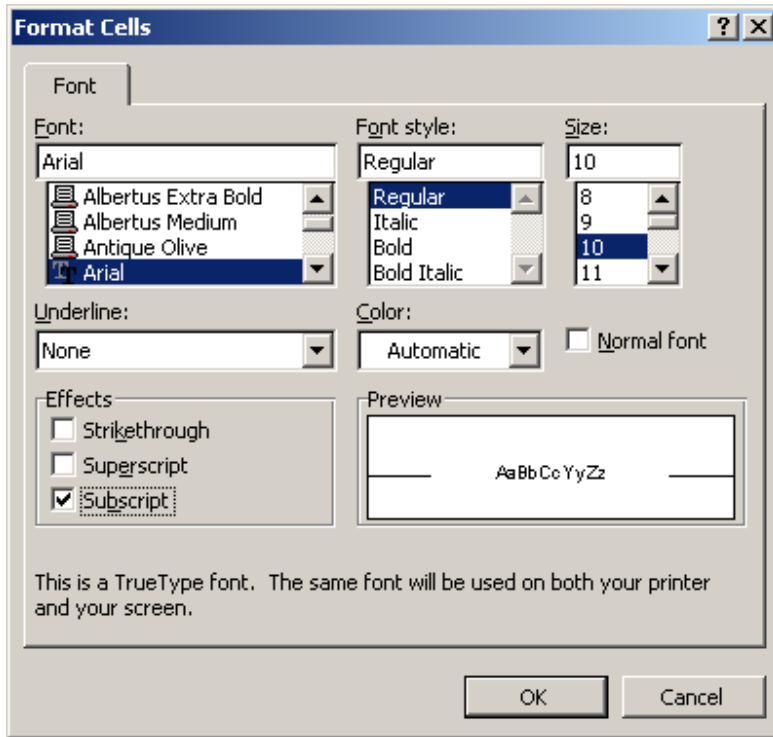 Format Cells
Font
Font: Font style: Size:
Arial Regular 10
Albertus Extra Bold Regular 8
Albertus Medium Italic 9
Antique Olive Bold 10
Arial Bold Italic 11
Underline: Color:
None Automatic Normal font
Effects Preview
Strikethrough
Superscript AaBbCcYyZz
Subscript
This is a TrueType font. The same font will be used on both your printer
and your screen.
OK Cancel